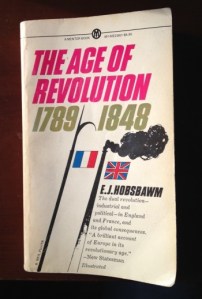 THE AGE OF
REVOLUTION
1789 1848
E.J. HOBSBAWM
The dual revolution—
industrial and
political—in England
and France, and
its global consequences.
"A brilliant account
of Europe in its
revolutionary age."
—New Statesman
Illustrated